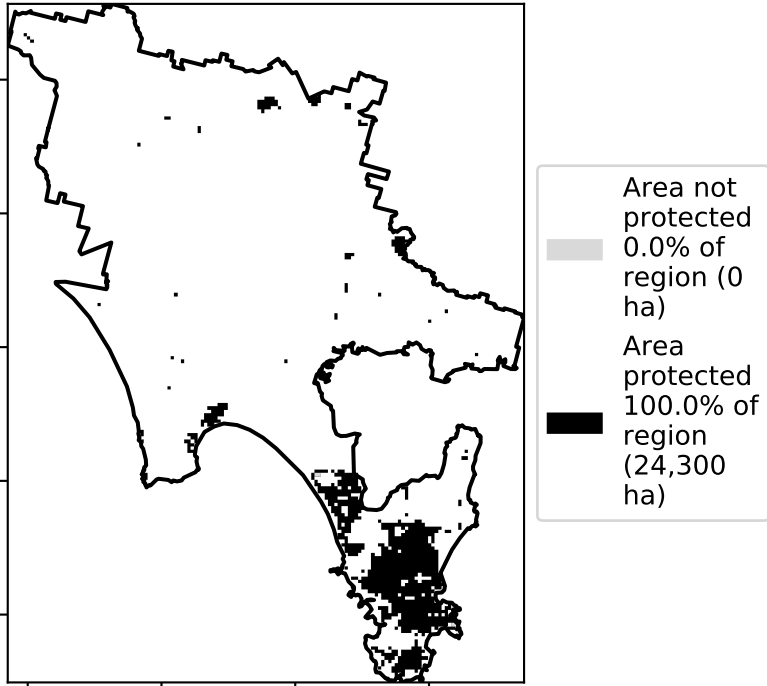 Area not
protected
0.0% of
region (0
ha)
Area
protected
100.0% of
region
(24,300
ha)